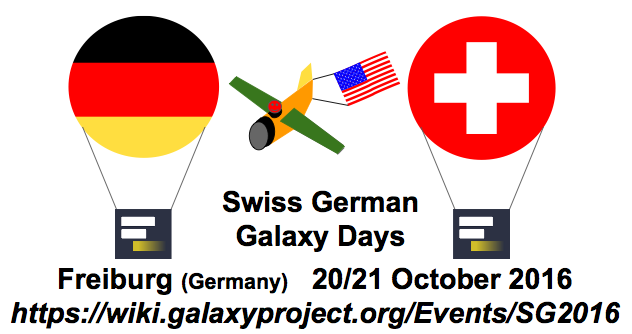 Swiss German
Galaxy Days
Freiburg (Germany) 20/21 October 2016
https://wiki.galaxyproject.org/Events/SG2016